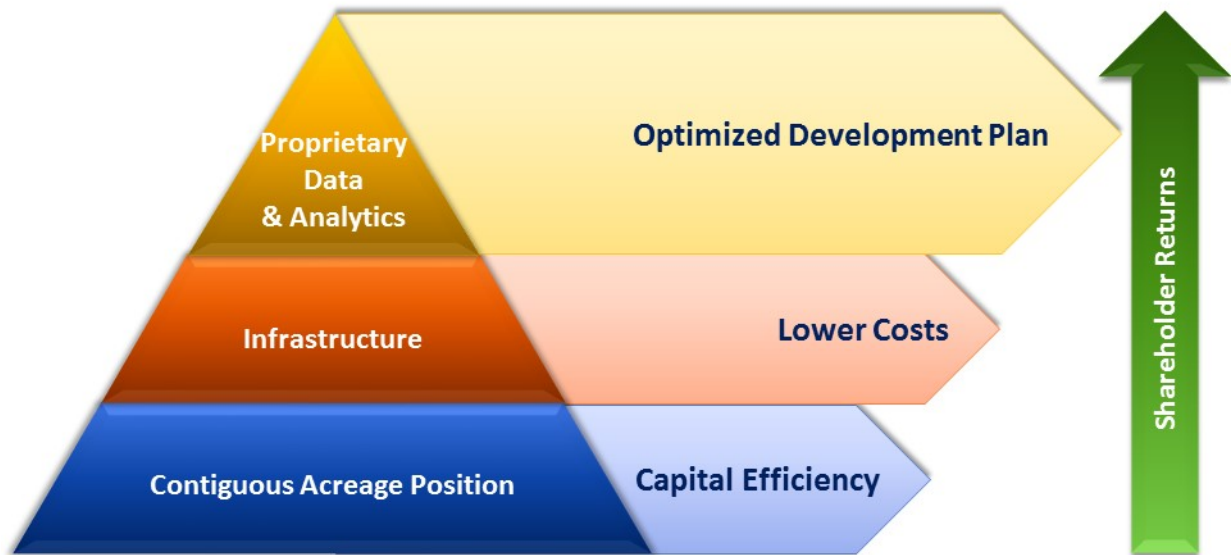 Proprietary
Data
& Analytics
Optimized Development Plan
Infrastructure
Lower Costs
Contiguous Acreage Position
Capital Efficiency
Shareholder Returns